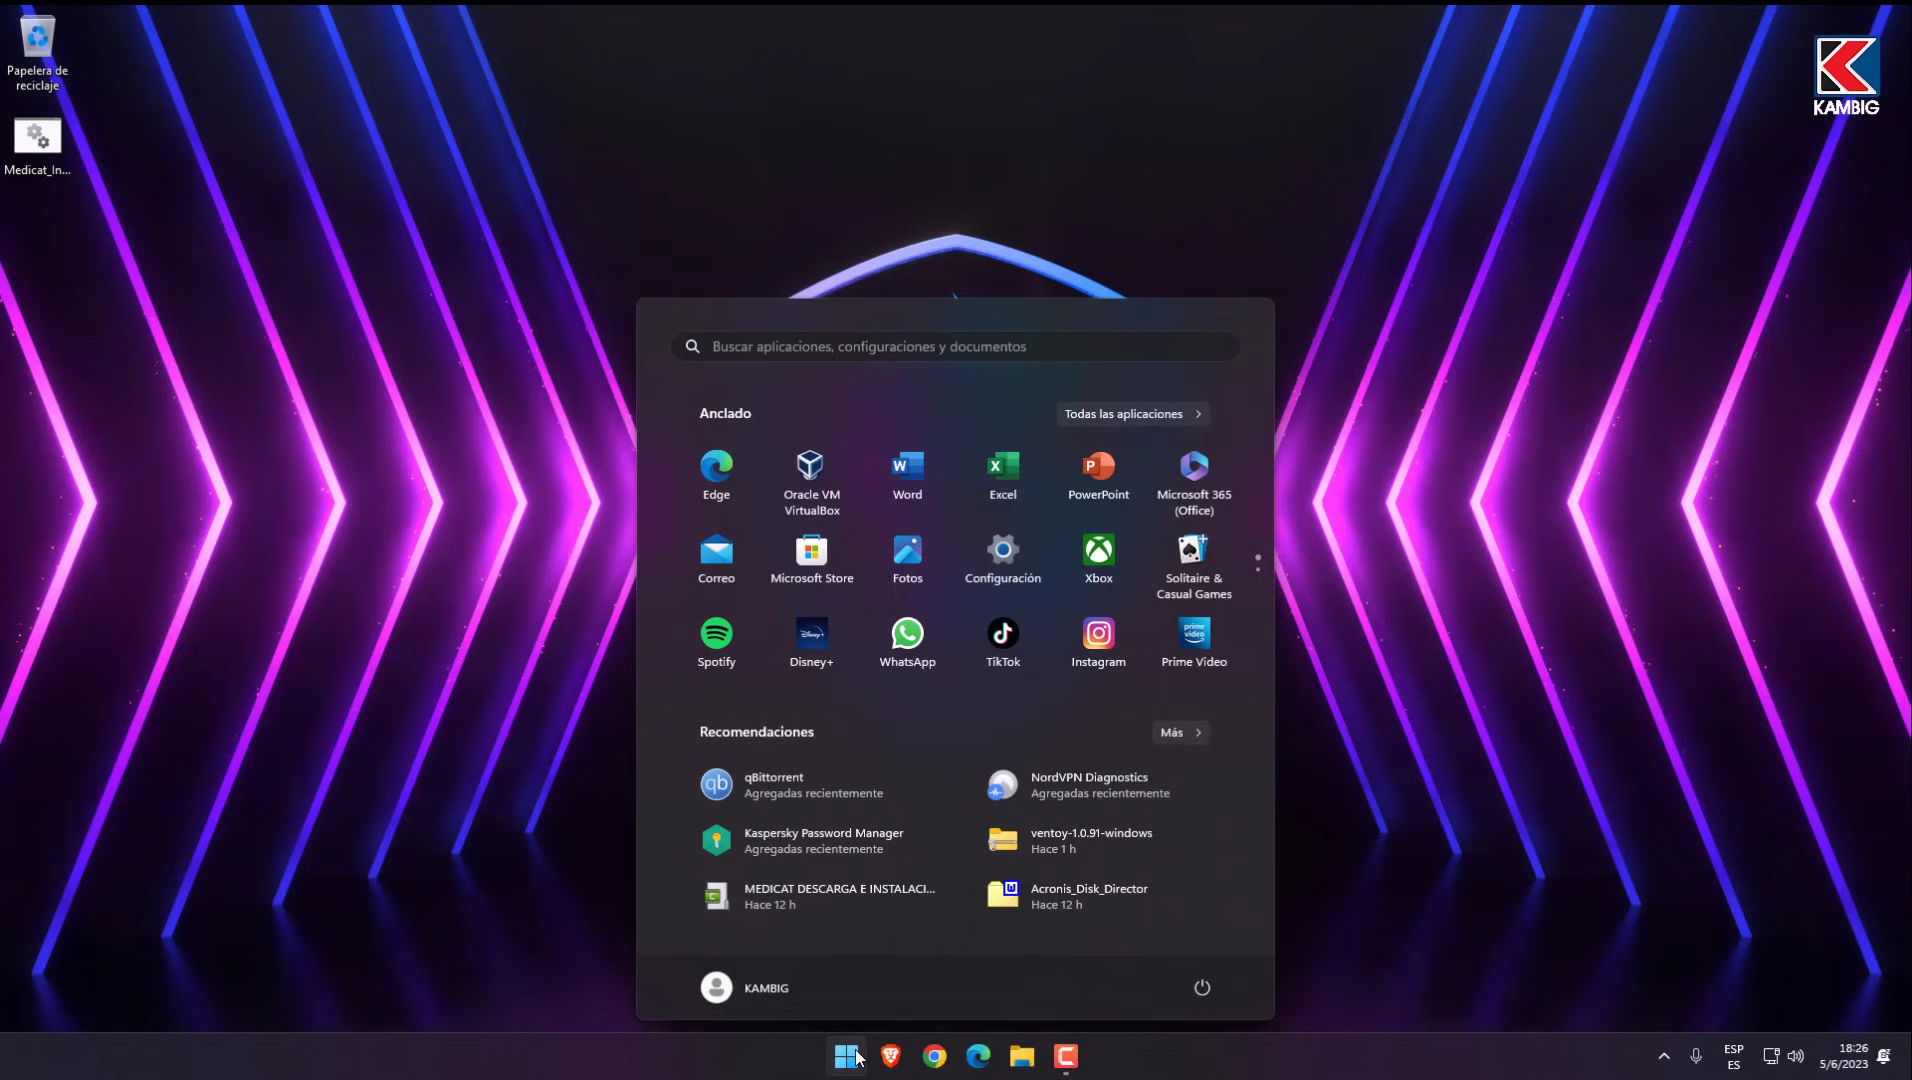 Papelera de
reciclaje
Medicat_In...
KAMBIG
Buscar aplicaciones, configuraciones y documentos
Anclado
Todas las aplicaciones
Edge
Oracle VM
VirtualBox
Word
Excel
PowerPoint
Microsoft 365
(Office)
Correo
Microsoft Store
Fotos
Configuración
Xbox
Solitaire &
Casual Games
Spotify
Disney+
WhatsApp
TikTok
Instagram
prime
video
Prime Video
Recomendaciones
Más
qb
qBittorrent
Agregadas recientemente
NordVPN Diagnostics
Agregadas recientemente
Kaspersky Password Manager
Agregadas recientemente
ventoy-1.0.91-windows
Hace 1 h
MEDICAT DESCARGA E INSTALACI...
Hace 12 h
Acronis_Disk_Director
Hace 12 h
KAMBIG
ESP
ES
18:26
5/6/2023